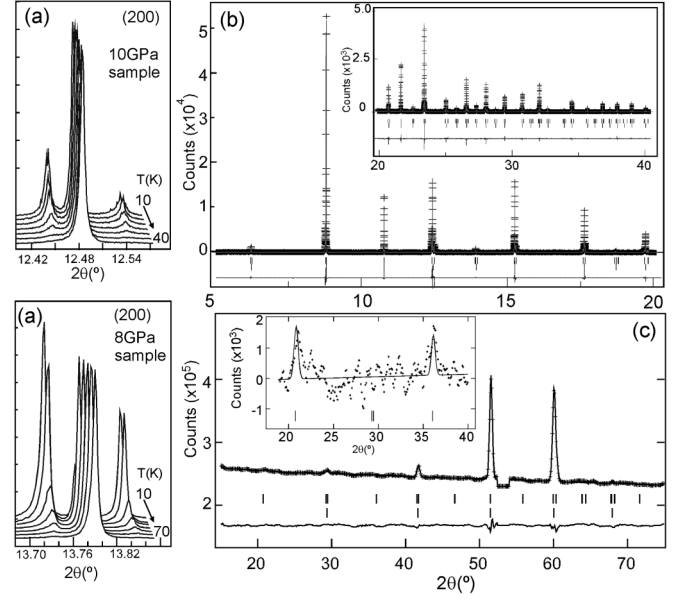 (a)
(200)
10GPa
sample
T(K)
10
40
12.42
12.48
12.54
2θ(º)
(b)
5
4
3
2
1
0
Counts (x10⁴)
5
10
15
20
2θ(º)
5.0
2.5
0
Counts (x10³)
20
30
40
(a)
(200)
8GPa
sample
T(K)
10
70
13.70
13.76
13.82
2θ(º)
(c)
4
3
2
Counts (x10⁵)
20
30
40
50
60
70
2θ(º)
2
1
0
-1
Counts (x10³)
20
25
30
35
40
2θ(º)